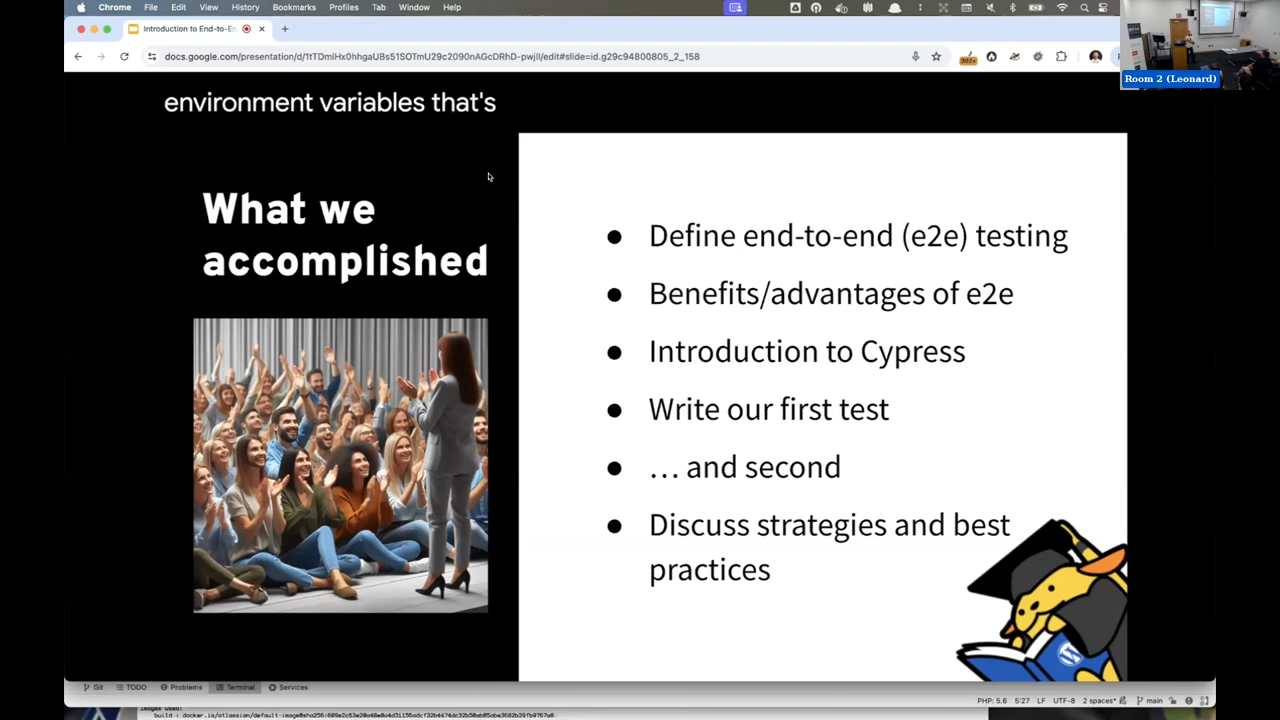 Chrome File Edit View History Bookmarks Profiles Tab Window Help
Introduction to End-to-En
docs.google.com/presentation/d/1tTDmlHx0hhgaUBs51SOTmU29c2090nAGcDRhD-pwjlI/edit#slide=id.g29c94800805_2_158
Room 2 (Leonard)
environment variables that's
What we
accomplished
● Define end-to-end (e2e) testing
● Benefits/advantages of e2e
● Introduction to Cypress
● Write our first test
● … and second
● Discuss strategies and best
practices
Git TODO Problems Terminal Services
PHP: 5.6 5:27 LF UTF-8 2 spaces* main